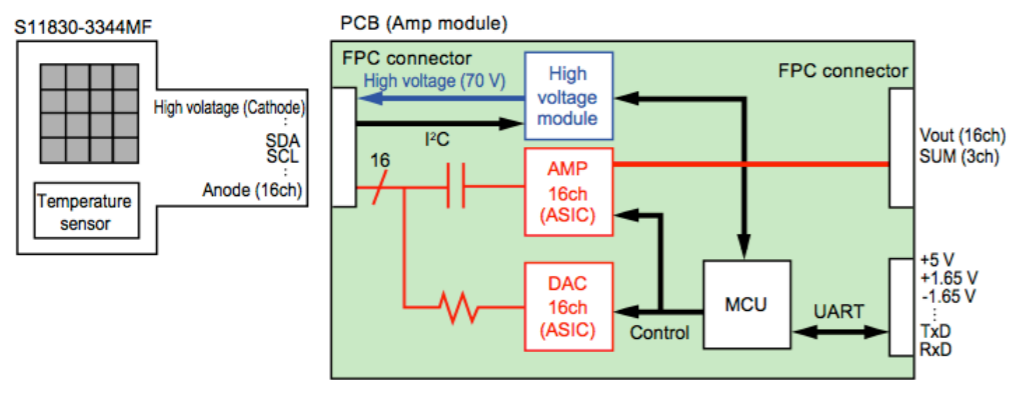 S11830-3344MF
High volatage (Cathode)
⋮
SDA
SCL
⋮
Anode (16ch)
Temperature
sensor
PCB (Amp module)
FPC connector
High voltage (70 V)
I²C
16
High
voltage
module
AMP
16ch
(ASIC)
DAC
16ch
(ASIC)
Control
MCU
UART
FPC connector
Vout (16ch)
SUM (3ch)
+5 V
+1.65 V
-1.65 V
⋮
TxD
RxD